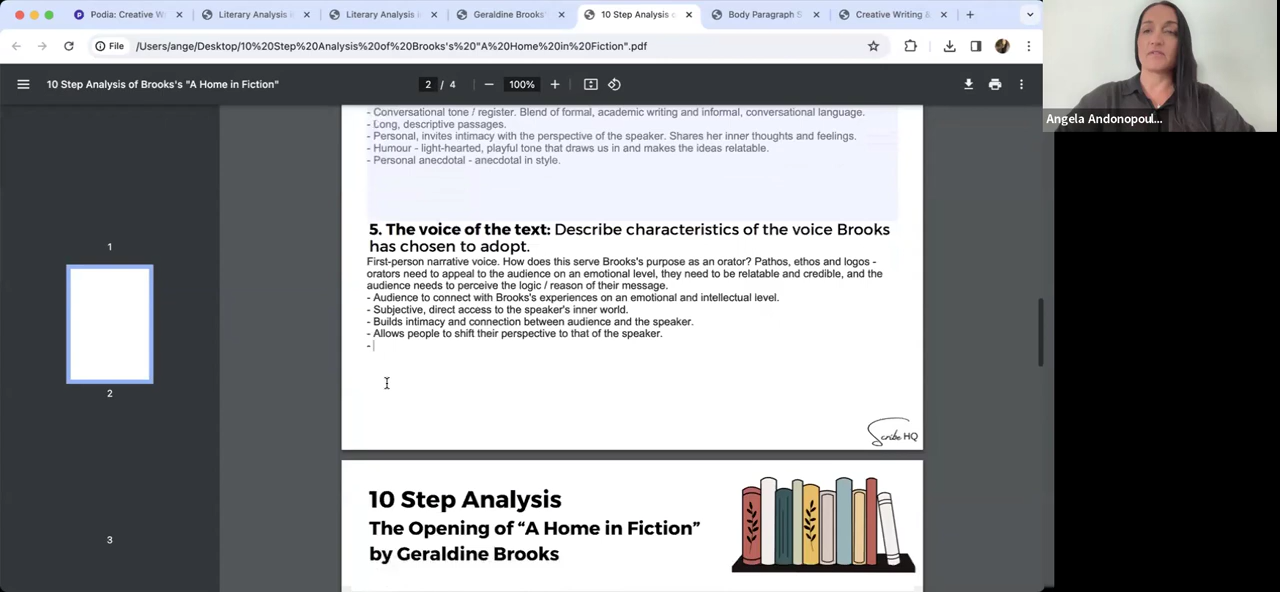 Podia: Creative W
Literary Analysis
Literary Analysis
Geraldine Brooks'
10 Step Analysis o
Body Paragraph S
Creative Writing &
File
/Users/ange/Desktop/10%20Step%20Analysis%20of%20Brooks's%20"A%20Home%20in%20Fiction".pdf
10 Step Analysis of Brooks's "A Home in Fiction"
2 / 4
100%
Angela Andonopoul...
- Conversational tone / register. Blend of formal, academic writing and informal, conversational language.
- Long, descriptive passages.
- Personal, invites intimacy with the perspective of the speaker. Shares her inner thoughts and feelings.
- Humour - light-hearted, playful tone that draws us in and makes the ideas relatable.
- Personal anecdotal - anecdotal in style.
5. The voice of the text: Describe characteristics of the voice Brooks
has chosen to adopt.
First-person narrative voice. How does this serve Brooks's purpose as an orator? Pathos, ethos and logos -
orators need to appeal to the audience on an emotional level, they need to be relatable and credible, and the
audience needs to perceive the logic / reason of their message.
- Audience to connect with Brooks's experiences on an emotional and intellectual level.
- Subjective, direct access to the speaker's inner world.
- Builds intimacy and connection between audience and the speaker.
- Allows people to shift their perspective to that of the speaker.
-
Scribe HQ
10 Step Analysis
The Opening of “A Home in Fiction”
by Geraldine Brooks
1
2
3